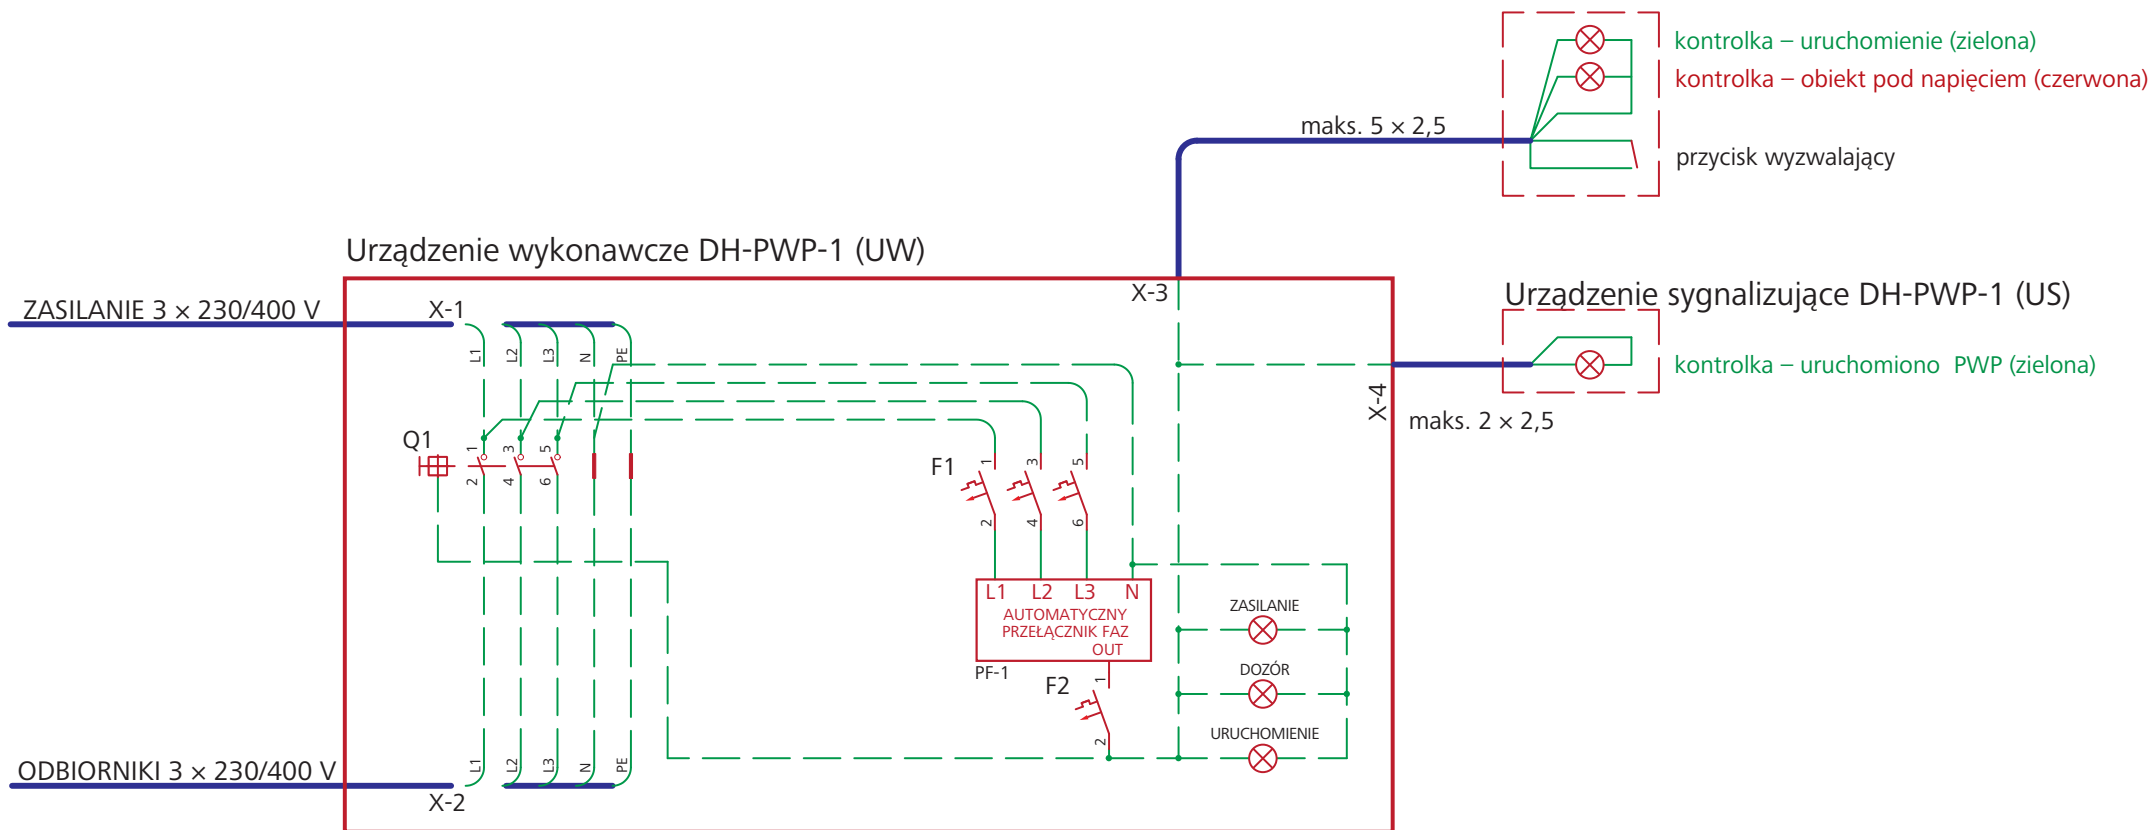 kontrolka – uruchomienie (zielona)
kontrolka – obiekt pod napięciem (czerwona)
maks. 5 × 2,5
przycisk wyzwalający
Urządzenie wykonawcze DH-PWP-1 (UW)
X-3
Urządzenie sygnalizujące DH-PWP-1 (US)
ZASILANIE 3 × 230/400 V
X-1
L1
L2
L3
N
PE
kontrolka – uruchomiono PWP (zielona)
X-4
maks. 2 × 2,5
Q1
1
3
5
2
4
6
F1
1
3
5
2
4
6
L1 L2 L3 N
AUTOMATYCZNY
PRZEŁĄCZNIK FAZ
OUT
PF-1
F2
1
2
ZASILANIE
DOZÓR
URUCHOMIENIE
L1
L2
L3
N
PE
ODBIORNIKI 3 × 230/400 V
X-2